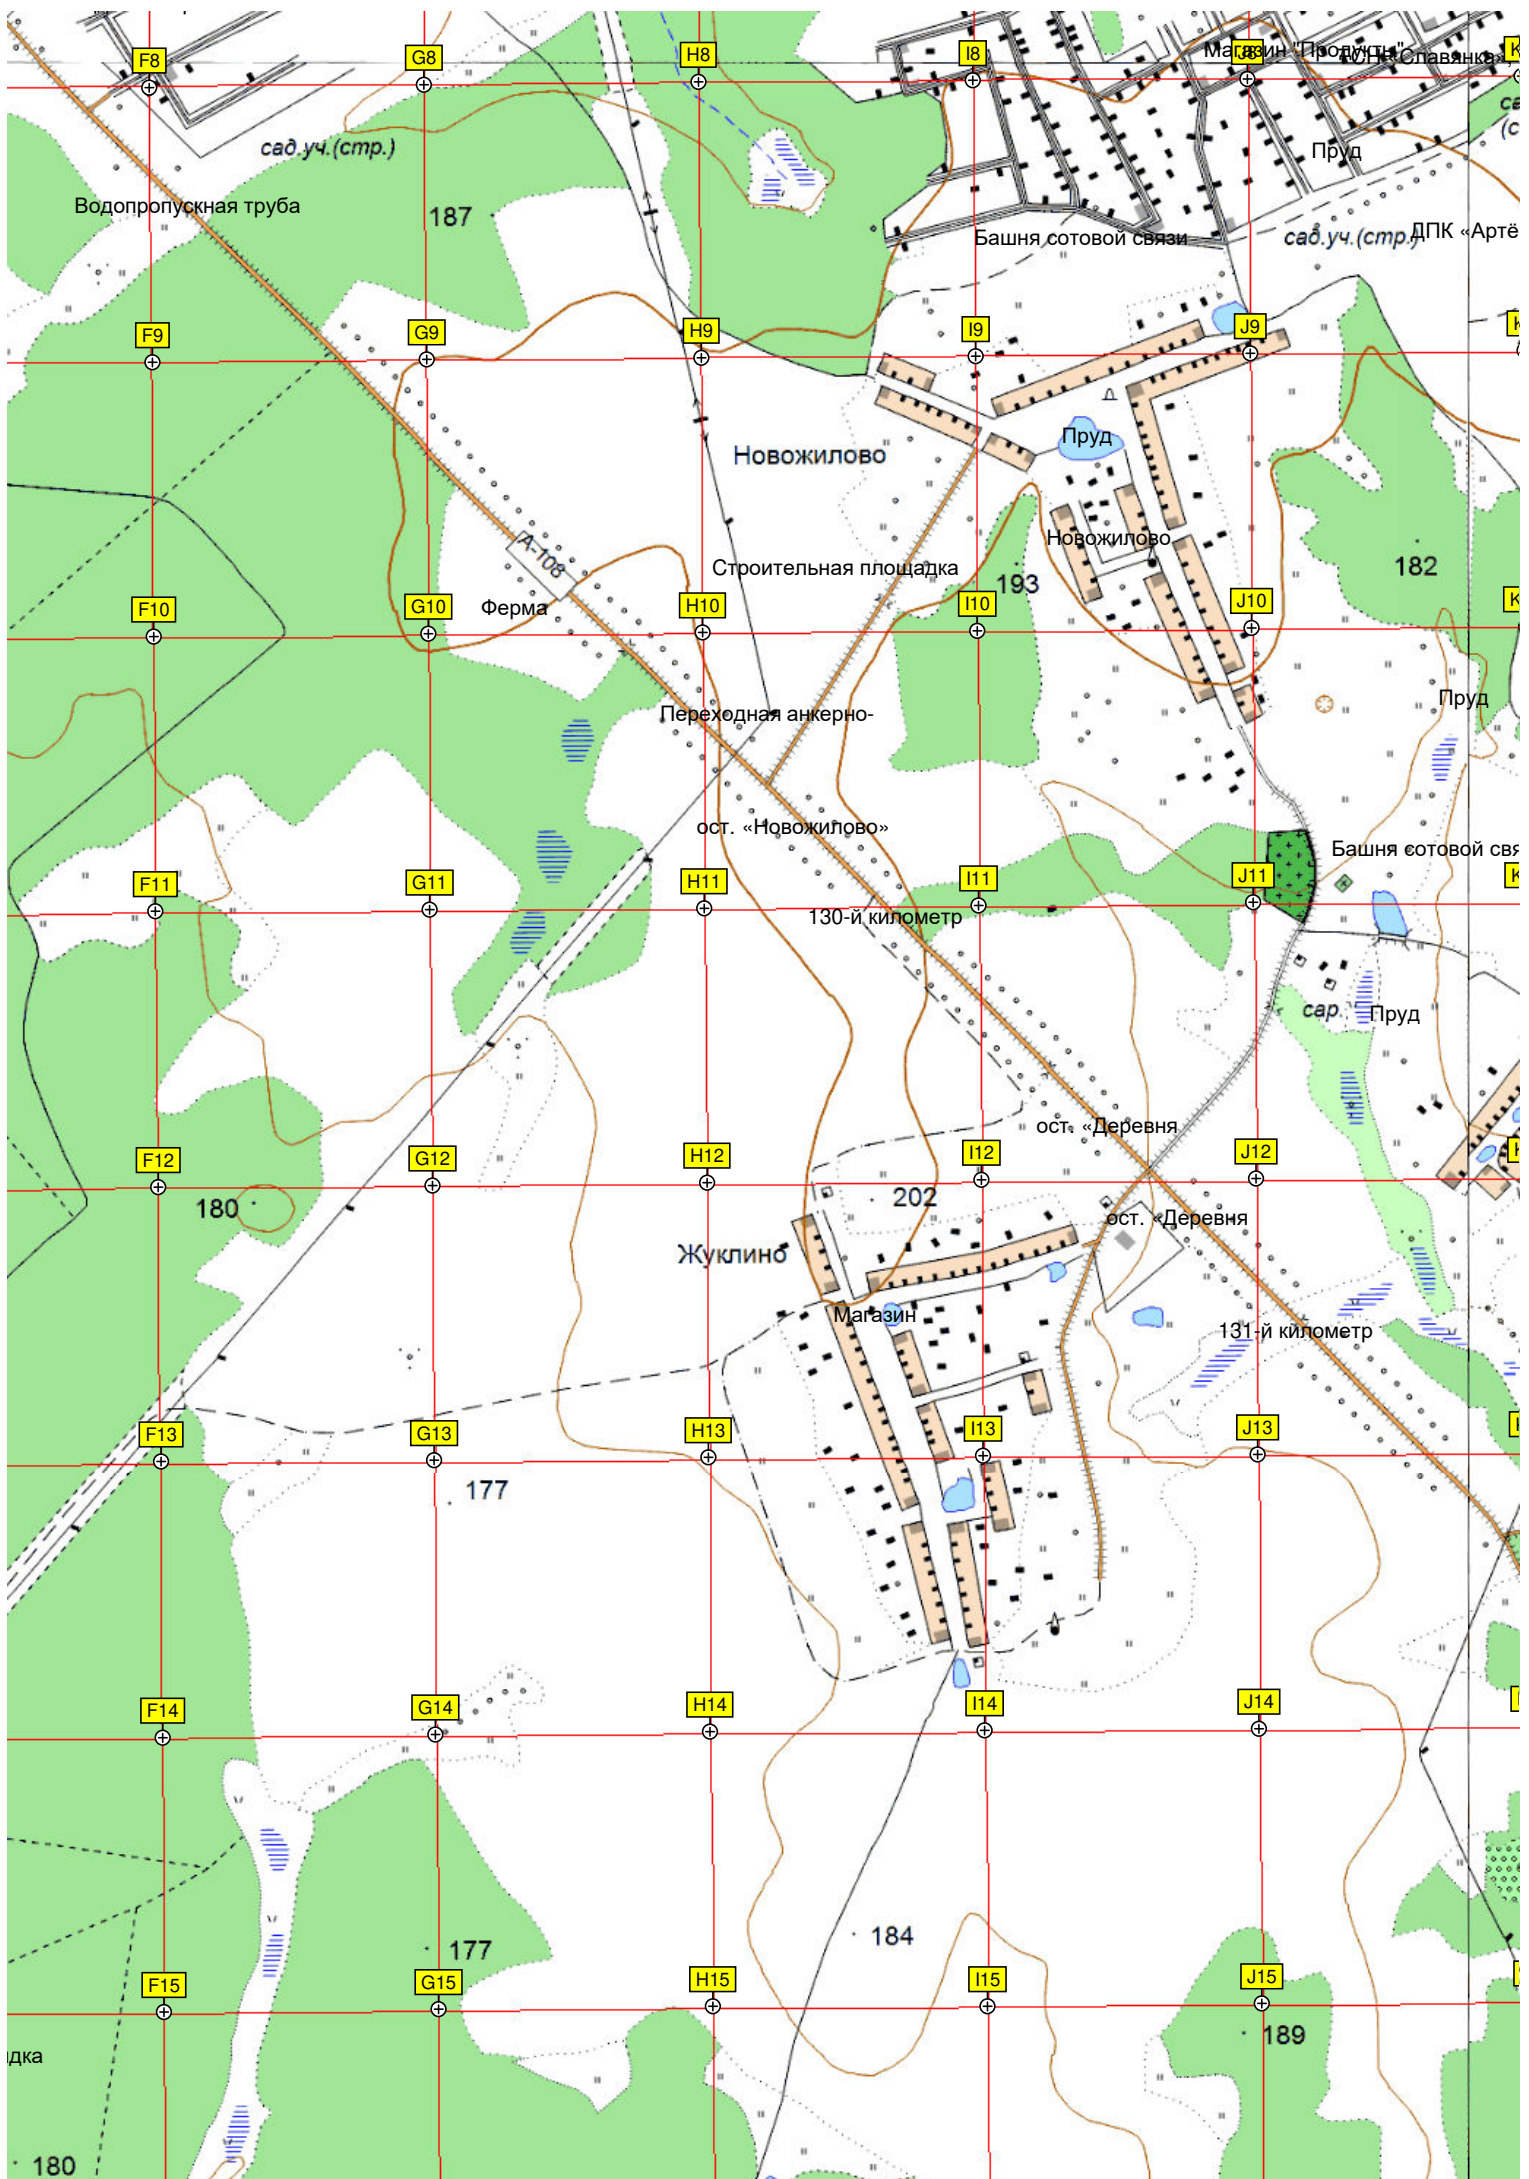 F8
G8
H8
I8
Магазин "Продукты"
J8
ТСН «Славянка»
K
сад.уч.(стр.)
Пруд
Водопропускная труба
187
Башня сотовой связи
сад.уч.(стр.)
ДПК «Артё
F9
G9
H9
I9
J9
K
Новожилово
Пруд
А-108
Строительная площадка
Новожилово
193
182
F10
G10
Ферма
H10
I10
J10
K
Переходная анкерно-
Пруд
ост. «Новожилово»
Башня сотовой свя
F11
G11
H11
I11
J11
K
130-й километр
сар.
Пруд
ост. «Деревня
F12
G12
H12
I12
J12
K
180
202
ост. «Деревня
Жуклино
Магазин
131-й километр
F13
G13
H13
I13
J13
177
F14
G14
H14
I14
J14
184
177
F15
G15
H15
I15
J15
189
дка
180